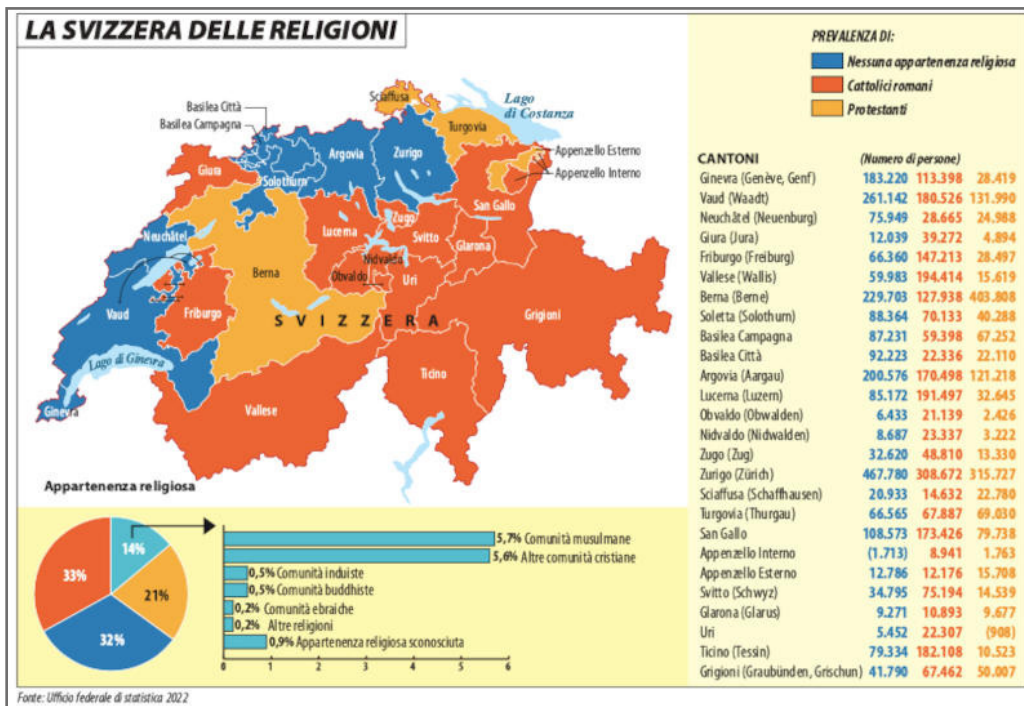 LA SVIZZERA DELLE RELIGIONI
PREVALENZA DI:
Nessuna appartenenza religiosa
Cattolici romani
Protestanti
Basilea Città
Basilea Campagna
Sciaffusa
Lago
di Costanza
Turgovia
Appenzello Esterno
Appenzello Interno
Giura
Solothurn
Argovia
Zurigo
San Gallo
Neuchâtel
Lucerna
Zugo
Svitto
Glarona
Nidvaldo
Obvaldo
Uri
Berna
Vaud
Friburgo
SVIZZERA
Grigioni
Lago di Ginevra
Ginevra
Vallese
Ticino
CANTONI (Numero di persone)
Ginevra (Genève, Genf) 183.220 113.398 28.419
Vaud (Waadt) 261.142 180.526 131.990
Neuchâtel (Neuenburg) 75.949 28.665 24.988
Giura (Jura) 12.039 39.272 4.894
Friburgo (Freiburg) 66.360 147.213 28.497
Vallese (Wallis) 59.983 194.414 15.619
Berna (Berne) 229.703 127.938 403.808
Soletta (Solothurn) 88.364 70.133 40.288
Basilea Campagna 87.231 59.398 67.252
Basilea Città 92.223 22.336 22.110
Argovia (Aargau) 200.576 170.498 121.218
Lucerna (Luzern) 85.172 191.497 32.645
Obvaldo (Obwalden) 6.433 21.139 2.426
Nidvaldo (Nidwalden) 8.687 23.337 3.222
Zugo (Zug) 32.620 48.810 13.330
Zurigo (Zürich) 467.780 308.672 315.727
Sciaffusa (Schaffhausen) 20.933 14.632 22.780
Turgovia (Thurgau) 66.565 67.887 69.030
San Gallo 108.573 173.426 79.738
Appenzello Interno (1.713) 8.941 1.763
Appenzello Esterno 12.786 12.176 15.708
Svitto (Schwyz) 34.795 75.194 14.539
Glarona (Glarus) 9.271 10.893 9.677
Uri 5.452 22.307 (908)
Ticino (Tessin) 79.334 182.108 10.523
Grigioni (Graubünden, Grischun) 41.790 67.462 50.007
Appartenenza religiosa
14%
33%
21%
32%
5,7% Comunità musulmane
5,6% Altre comunità cristiane
0,5% Comunità induiste
0,5% Comunità buddhiste
0,2% Comunità ebraiche
0,2% Altre religioni
0,9% Appartenenza religiosa sconosciuta
0 1 2 3 4 5 6
Fonte: Ufficio federale di statistica 2022